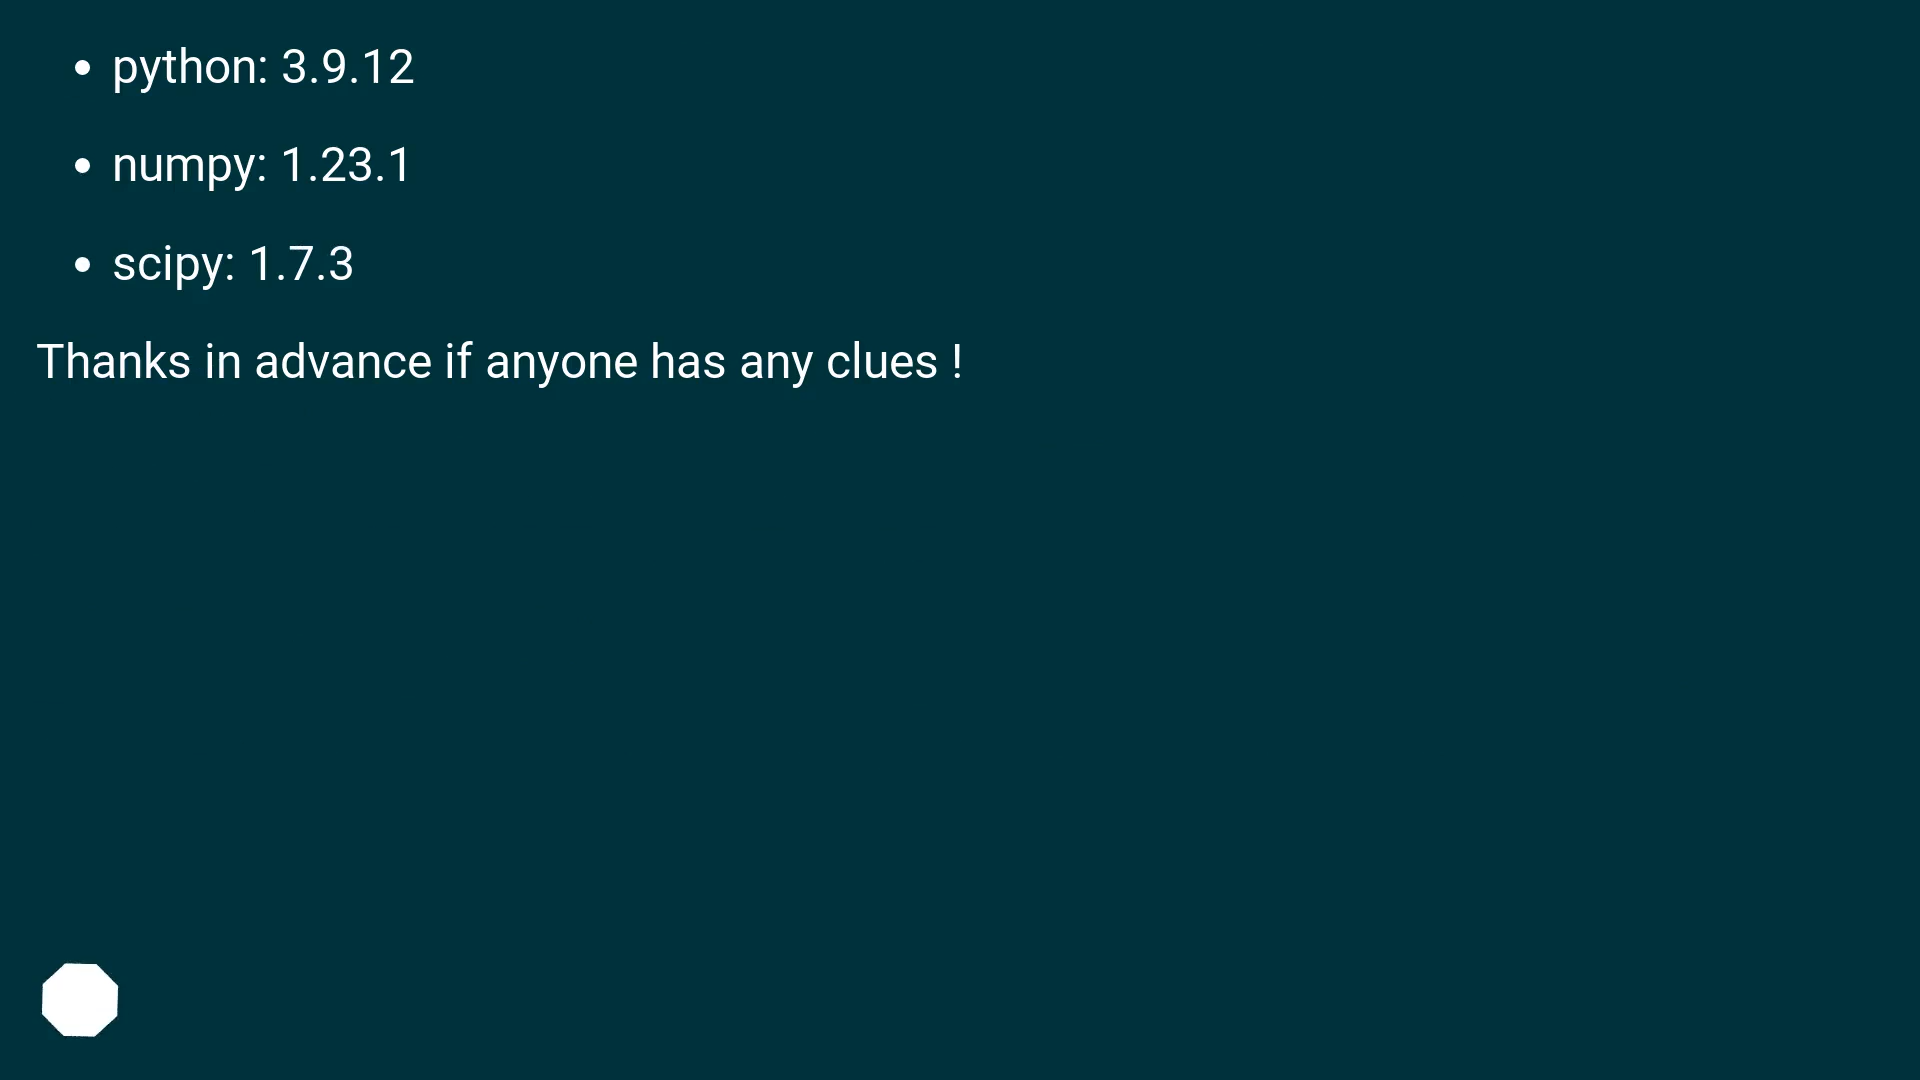 • python: 3.9.12
• numpy: 1.23.1
• scipy: 1.7.3
Thanks in advance if anyone has any clues !